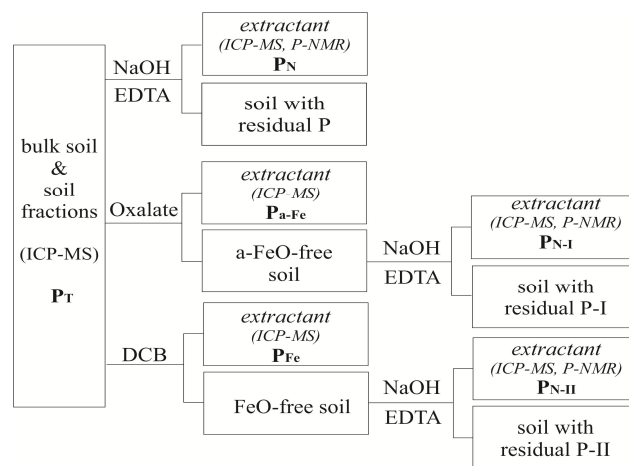 bulk soil
&
soil
fractions
(ICP-MS)
PT
NaOH
EDTA
extractant
(ICP-MS, P-NMR)
PN
soil with
residual P
Oxalate
extractant
(ICP-MS)
Pa-Fe
a-FeO-free
soil
NaOH
EDTA
extractant
(ICP-MS, P-NMR)
PN-I
soil with
residual P-I
DCB
extractant
(ICP-MS)
PFe
FeO-free soil
NaOH
EDTA
extractant
(ICP-MS, P-NMR)
PN-II
soil with
residual P-II